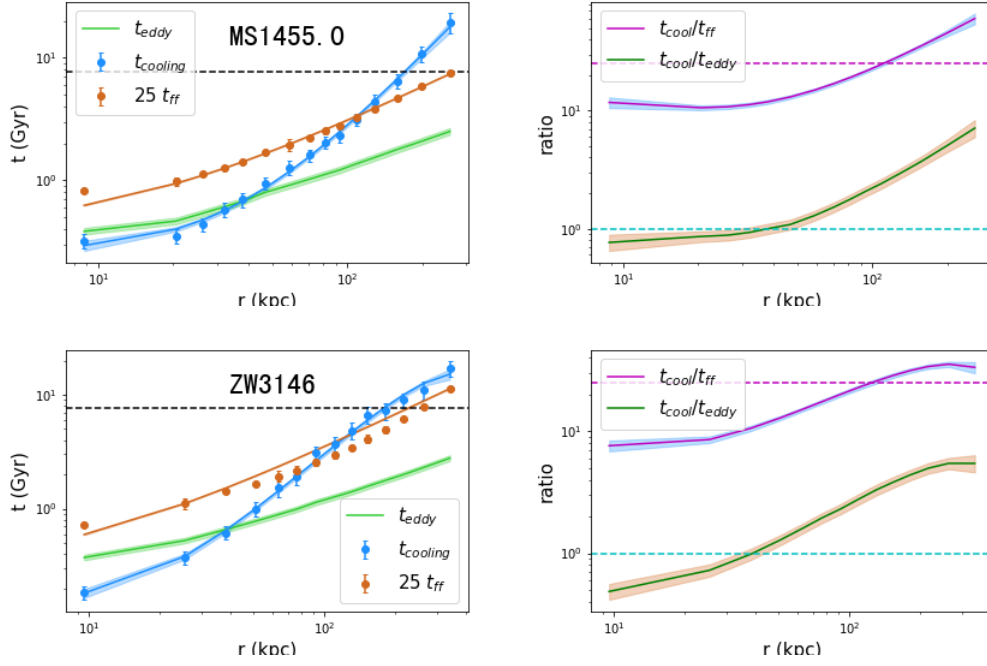 MS1455.0
t_eddy
t_cooling
25 t_ff
t (Gyr)
10^1
10^0
10^1
10^2
r (kpc)
t_cool/t_ff
t_cool/t_eddy
ratio
10^1
10^0
10^1
10^2
r (kpc)
ZW3146
t_eddy
t_cooling
25 t_ff
t (Gyr)
10^1
10^0
10^1
10^2
r (kpc)
t_cool/t_ff
t_cool/t_eddy
ratio
10^1
10^0
10^1
10^2
r (kpc)